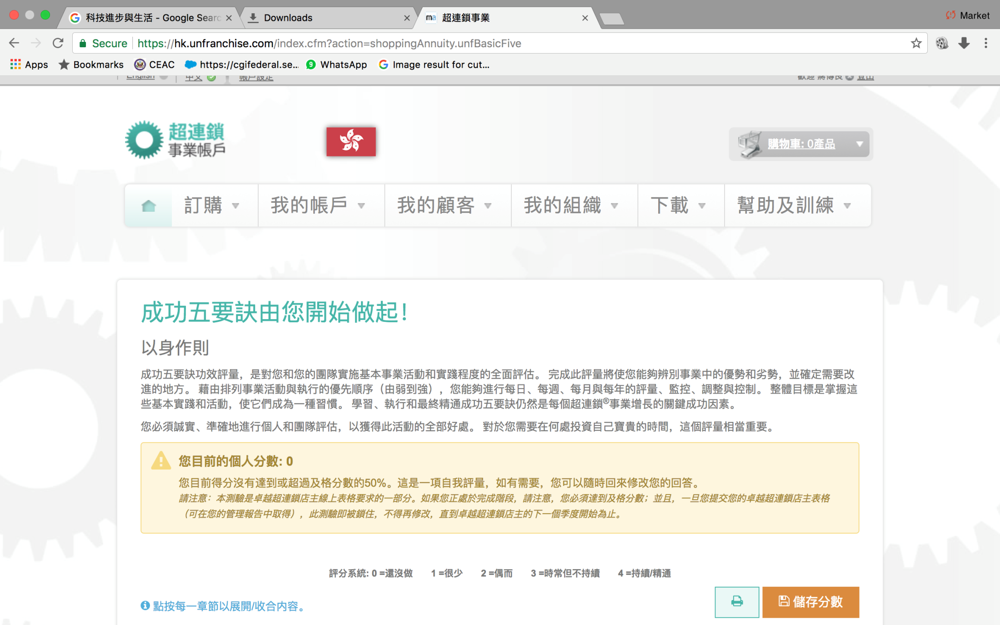 科技進步與生活 - Google Searc
Downloads
ma 超連鎖事業
Market
Secure https://hk.unfranchise.com/index.cfm?action=shoppingAnnuity.unfBasicFive
Apps Bookmarks CEAC https://cgifederal.se... 9 WhatsApp Image result for cut...
English 中文 帳戶設定 歡迎 蔣博良 登出
超連鎖
事業帳戶
購物車: 0產品
訂購 我的帳戶 我的顧客 我的組織 下載 幫助及訓練
成功五要訣由您開始做起!
以身作則
成功五要訣功效評量，是對您和您的團隊實施基本事業活動和實踐程度的全面評估。 完成此評量將使您能夠辨別事業中的優勢和劣勢，並確定需要改
進的地方。 藉由排列事業活動與執行的優先順序（由弱到強），您能夠進行每日、每週、每月與每年的評量、監控、調整與控制。 整體目標是掌握這
些基本實踐和活動，使它們成為一種習慣。 學習、執行和最終精通成功五要訣仍然是每個超連鎖®事業增長的關鍵成功因素。
您必須誠實、準確地進行個人和團隊評估，以獲得此活動的全部好處。 對於您需要在何處投資自己寶貴的時間，這個評量相當重要。
您目前的個人分數: 0
您目前得分沒有達到或超過及格分數的50%。這是一項自我評量，如有需要，您可以隨時回來修改您的回答。
請注意：本測驗是卓越超連鎖店主線上表格要求的一部分。如果您正處於完成階段，請注意，您必須達到及格分數；並且，一旦您提交您的卓越超連鎖店主表格
（可在您的管理報告中取得），此測驗即被鎖住，不得再修改，直到卓越超連鎖店主的下一個季度開始為止。
評分系統: 0 =還沒做 1 =很少 2 =偶而 3 =時常但不持續 4 =持續/精通
點按每一章節以展開/收合內容。
儲存分數